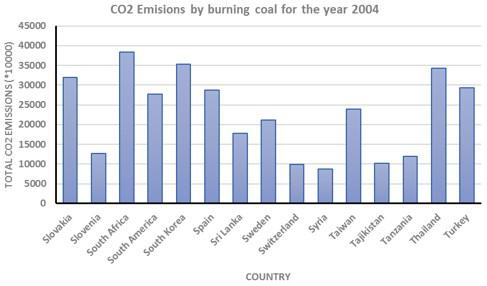 CO2 Emisions by burning coal for the year 2004
TOTAL CO2 EMISSIONS (*10000)
45000
40000
35000
30000
25000
20000
15000
10000
5000
0
Slovakia
Slovenia
South Africa
South America
South Korea
Spain
Sri Lanka
Sweden
Switzerland
Syria
Taiwan
Tajikistan
Tanzania
Thailand
Turkey
COUNTRY